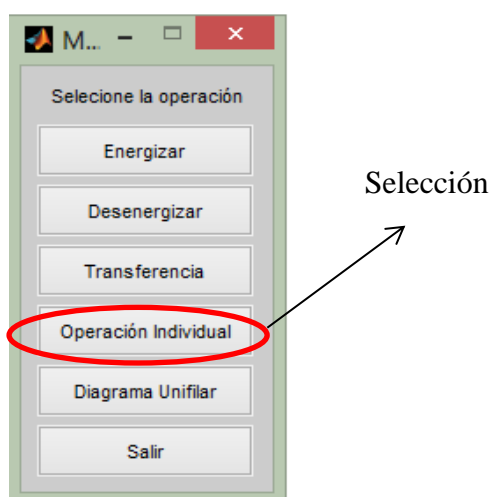 M...
Selecione la operación
Energizar
Desenergizar
Selección
Transferencia
Operación Individual
Diagrama Unifilar
Salir